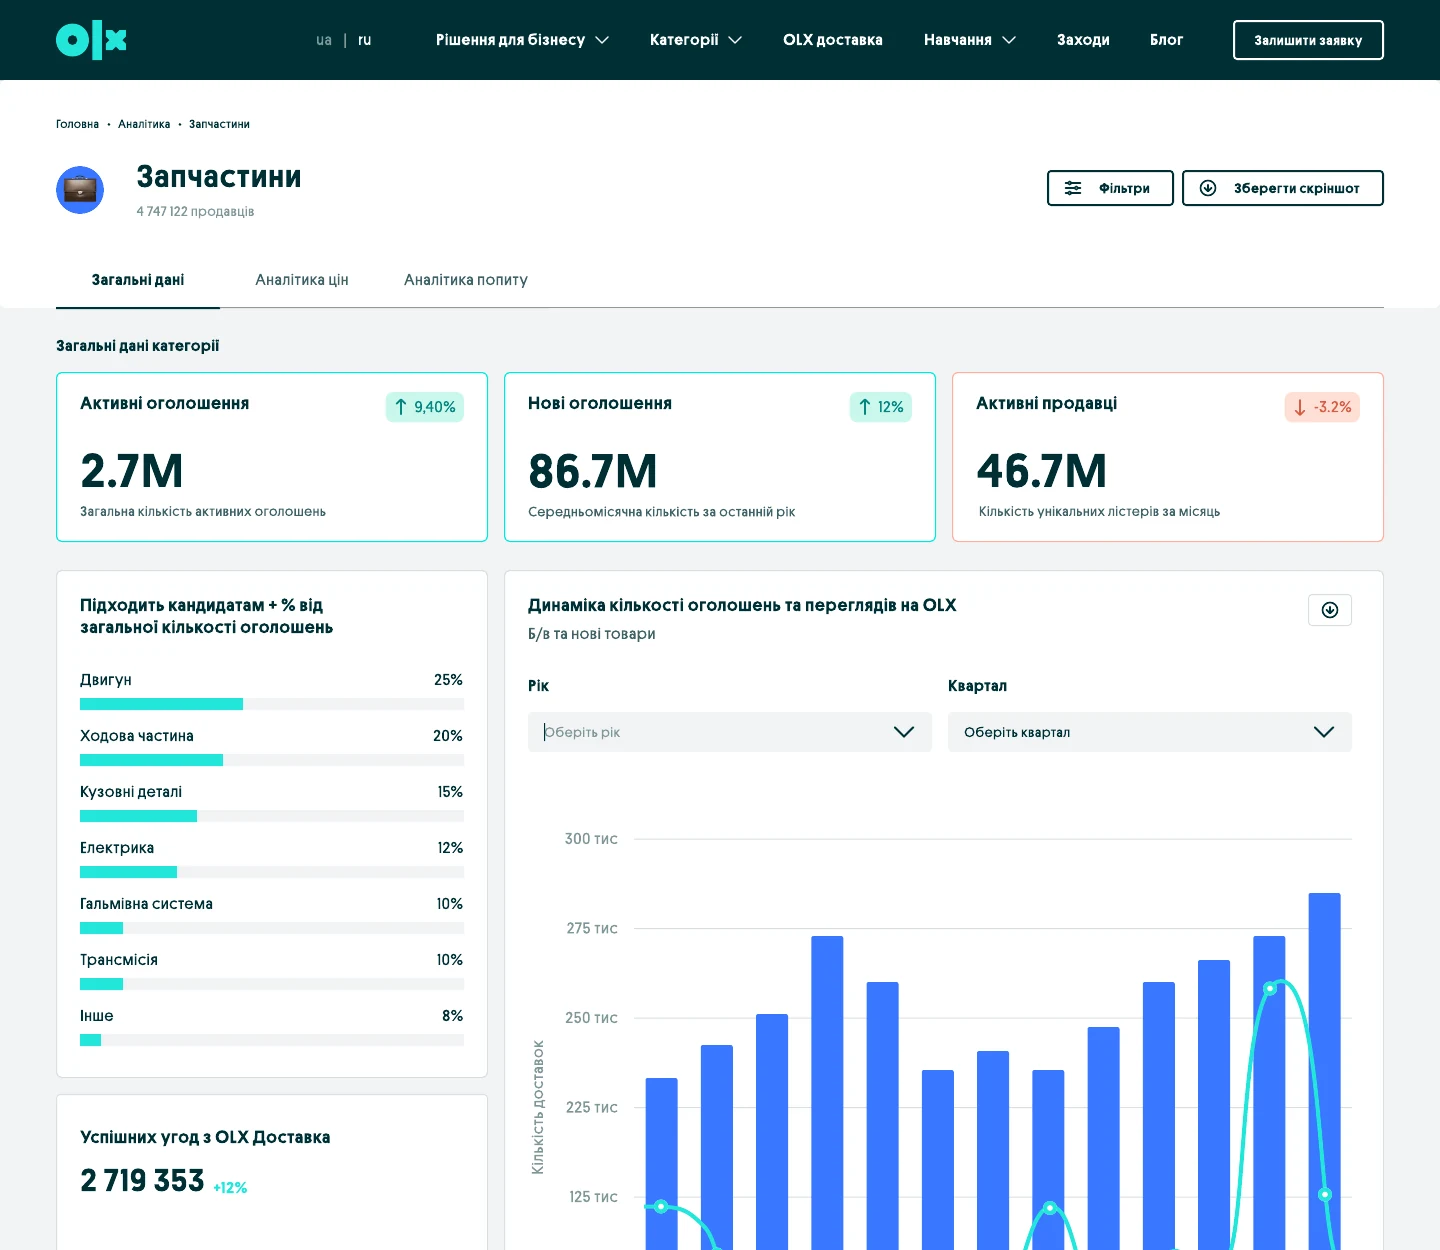 olx
ua | ru
Рішення для бізнесу
Категорії
OLX доставка
Навчання
Заходи
Блог
Залишити заявку
Головна • Аналітика • Запчастини
Запчастини
4 747 122 продавців
Фільтри
Зберегти скріншот
Загальні дані
Аналітика цін
Аналітика попиту
Загальні дані категорії
Активні оголошення
↑ 9,40%
2.7M
Загальна кількість активних оголошень
Нові оголошення
↑ 12%
86.7M
Середньомісячна кількість за останній рік
Активні продавці
↓ -3.2%
46.7M
Кількість унікальних лістерів за місяць
Підходить кандидатам + % від
загальної кількості оголошень
Двигун 25%
Ходова частина 20%
Кузовні деталі 15%
Електрика 12%
Гальмівна система 10%
Трансмісія 10%
Інше 8%
Успішних угод з OLX Доставка
2 719 353 +12%
Динаміка кількості оголошень та переглядів на OLX
Б/в та нові товари
Рік
Оберіть рік
Квартал
Оберіть квартал
300 тис
275 тис
250 тис
225 тис
125 тис
Кількість доставок